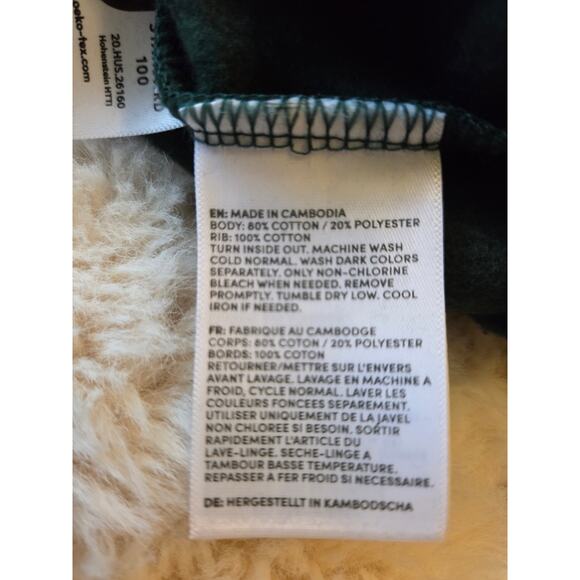 oeko-tex.com
20.HUS.26160
Hohenstein HTTI
100
EN: MADE IN CAMBODIA
BODY: 80% COTTON / 20% POLYESTER
RIB: 100% COTTON
TURN INSIDE OUT. MACHINE WASH
COLD NORMAL. WASH DARK COLORS
SEPARATELY. ONLY NON-CHLORINE
BLEACH WHEN NEEDED. REMOVE
PROMPTLY. TUMBLE DRY LOW. COOL
IRON IF NEEDED.
FR: FABRIQUE AU CAMBODGE
CORPS: 80% COTON / 20% POLYESTER
BORDS: 100% COTON
RETOURNER/METTRE SUR L'ENVERS
AVANT LAVAGE. LAVAGE EN MACHINE A
FROID, CYCLE NORMAL. LAVER LES
COULEURS FONCEES SEPAREMENT.
UTILISER UNIQUEMENT DE LA JAVEL
NON CHLOREE SI BESOIN. SORTIR
RAPIDEMENT L'ARTICLE DU
LAVE-LINGE. SECHE-LINGE A
TAMBOUR BASSE TEMPERATURE.
REPASSER A FER FROID SI NECESSAIRE.
DE: HERGESTELLT IN KAMBODSCHA